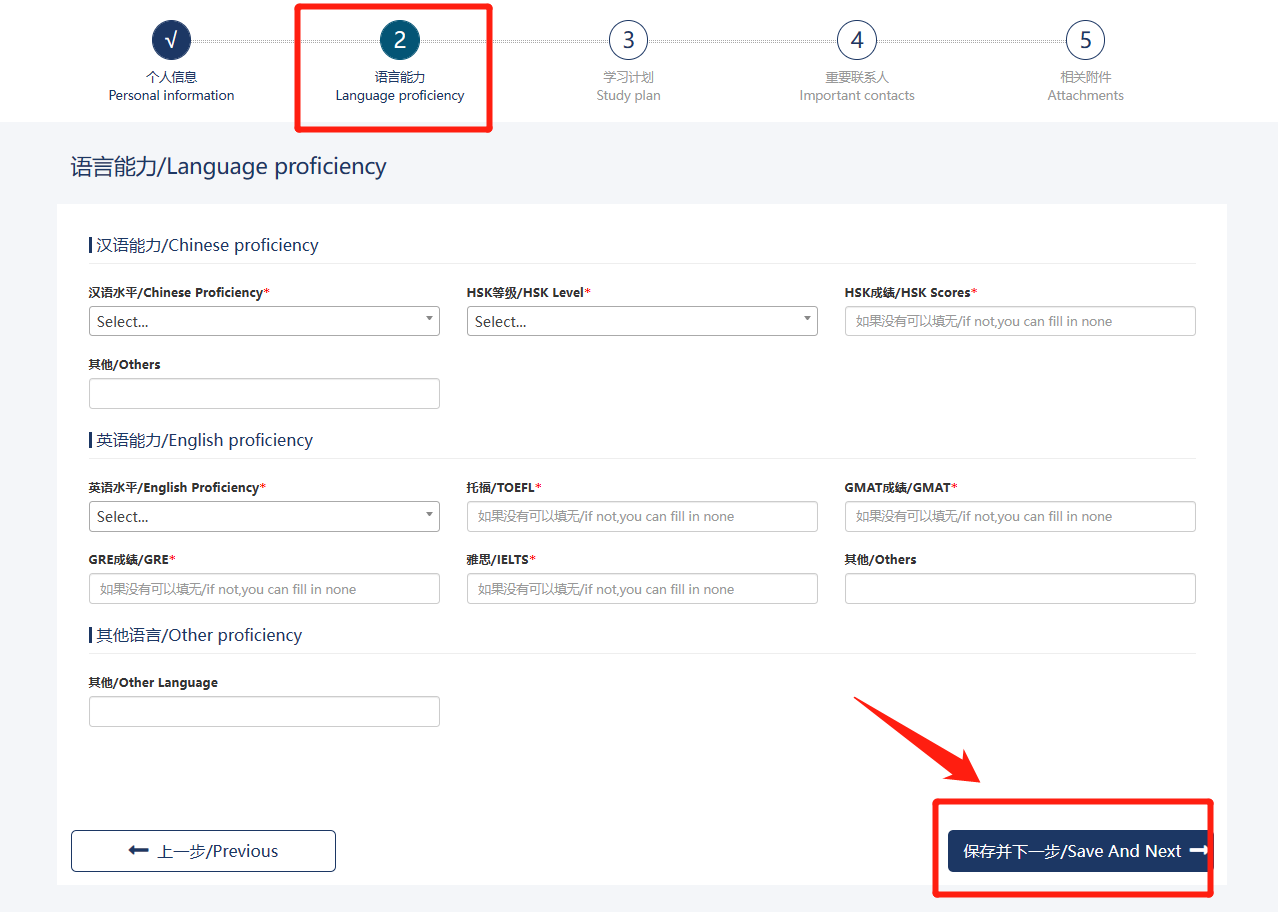 √ 2 3 4 5
个人信息 语言能力 学习计划 重要联系人 相关附件
Personal information Language proficiency Study plan Important contacts Attachments
语言能力/Language proficiency
汉语能力/Chinese proficiency
汉语水平/Chinese Proficiency* HSK等级/HSK Level* HSK成绩/HSK Scores*
Select... Select... 如果没有可以填无/if not,you can fill in none
其他/Others
英语能力/English proficiency
英语水平/English Proficiency* 托福/TOEFL* GMAT成绩/GMAT*
Select... 如果没有可以填无/if not,you can fill in none 如果没有可以填无/if not,you can fill in none
GRE成绩/GRE* 雅思/IELTS* 其他/Others
如果没有可以填无/if not,you can fill in none 如果没有可以填无/if not,you can fill in none
其他语言/Other proficiency
其他/Other Language
上一步/Previous 保存并下一步/Save And Next